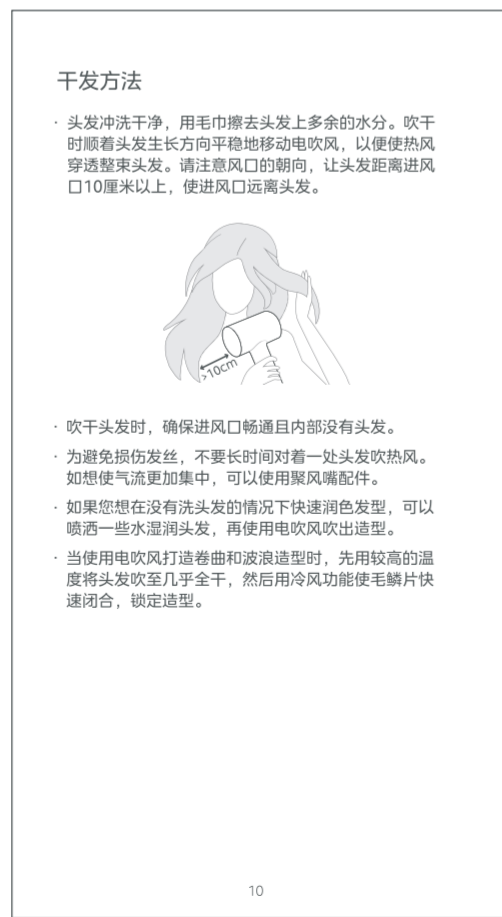 干发方法
· 头发冲洗干净，用毛巾擦去头发上多余的水分。吹干
时顺着头发生长方向平稳地移动电吹风，以便使热风
穿透整束头发。请注意风口的朝向，让头发距离进风
口10厘米以上，使进风口远离头发。
>10cm
· 吹干头发时，确保进风口畅通且内部没有头发。
· 为避免损伤发丝，不要长时间对着一处头发吹热风。
如想使气流更加集中，可以使用聚风嘴配件。
· 如果您想在没有洗头发的情况下快速润色发型，可以
喷洒一些水湿润头发，再使用电吹风吹出造型。
· 当使用电吹风打造卷曲和波浪造型时，先用较高的温
度将头发吹至几乎全干，然后用冷风功能使毛鳞片快
速闭合，锁定造型。
10